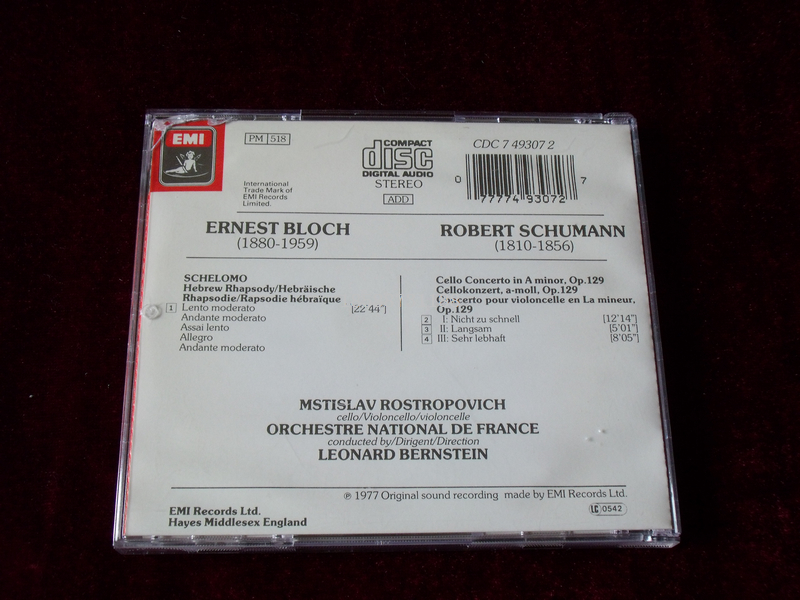 EMI
PM 518
COMPACT
disc
DIGITAL AUDIO
STEREO
ADD
CDC 7 49307 2
0 77774 93072 7
International
Trade Mark of
EMI Records
Limited.
ERNEST BLOCH
(1880-1959)
SCHELOMO
Hebrew Rhapsody/Hebräische
Rhapsodie/Rapsodie hébraïque
1 Lento moderato [22'44"]
Andante moderato
Assai lento
Allegro
Andante moderato
ROBERT SCHUMANN
(1810-1856)
Cello Concerto in A minor, Op.129
Cellokonzert, a-moll, Op.129
Concerto pour violoncelle en La mineur,
Op.129
2 I: Nicht zu schnell [12'14"]
3 II: Langsam [5'01"]
4 III: Sehr lebhaft [8'05"]
MSTISLAV ROSTROPOVICH
cello/Violoncello/violoncelle
ORCHESTRE NATIONAL DE FRANCE
conducted by/Dirigent/Direction
LEONARD BERNSTEIN
℗ 1977 Original sound recording made by EMI Records Ltd.
EMI Records Ltd.
Hayes Middlesex England
LC 0542